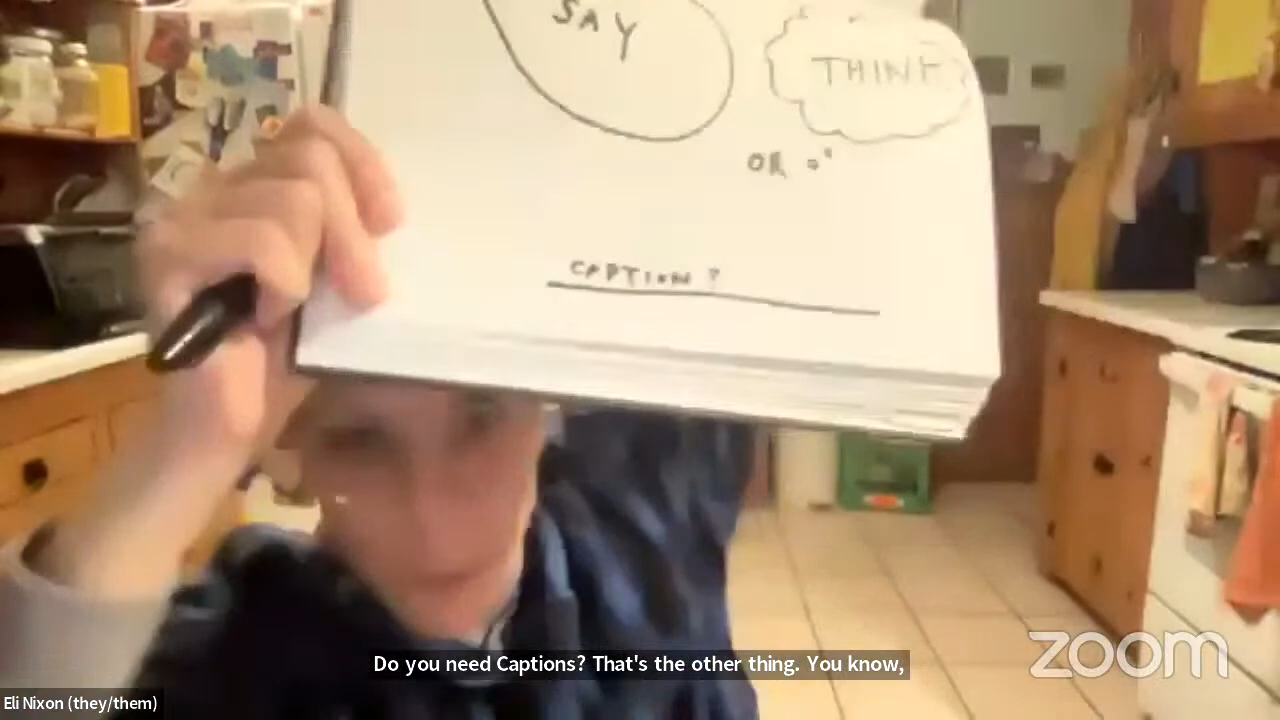 SAY
THINK
OR
CAPTION?
Do you need Captions? That's the other thing. You know,
zoom
Eli Nixon (they/them)